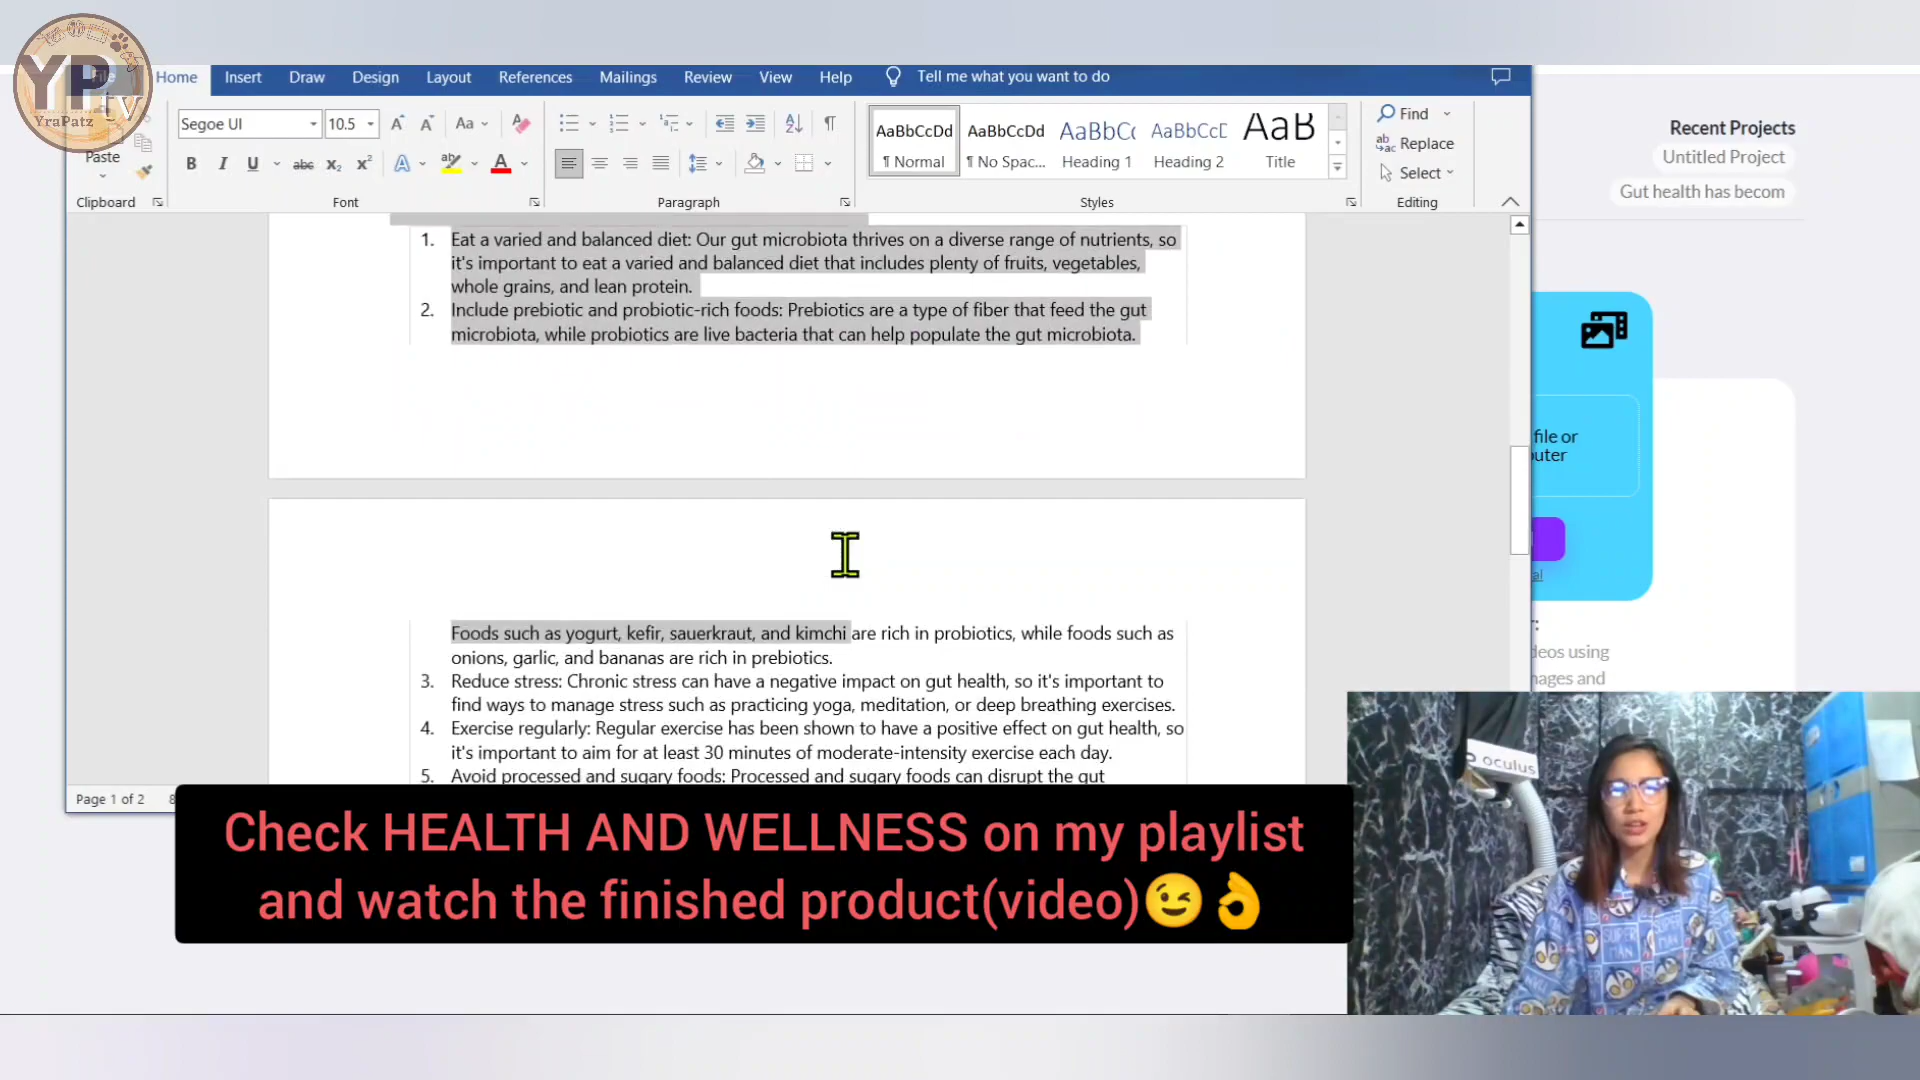 YP
tv
YraPatz
File Home Insert Draw Design Layout References Mailings Review View Help Tell me what you want to do
Segoe UI 10.5
Paste
Clipboard Font Paragraph Styles Editing
AaBbCcDd AaBbCcDd AaBbCc AaBbCcD AaB
¶ Normal ¶ No Spac... Heading 1 Heading 2 Title
Find
Replace
Select
1. Eat a varied and balanced diet: Our gut microbiota thrives on a diverse range of nutrients, so
it's important to eat a varied and balanced diet that includes plenty of fruits, vegetables,
whole grains, and lean protein.
2. Include prebiotic and probiotic-rich foods: Prebiotics are a type of fiber that feed the gut
microbiota, while probiotics are live bacteria that can help populate the gut microbiota.
Foods such as yogurt, kefir, sauerkraut, and kimchi are rich in probiotics, while foods such as
onions, garlic, and bananas are rich in prebiotics.
3. Reduce stress: Chronic stress can have a negative impact on gut health, so it's important to
find ways to manage stress such as practicing yoga, meditation, or deep breathing exercises.
4. Exercise regularly: Regular exercise has been shown to have a positive effect on gut health, so
it's important to aim for at least 30 minutes of moderate-intensity exercise each day.
5. Avoid processed and sugary foods: Processed and sugary foods can disrupt the gut
Page 1 of 2
Recent Projects
Untitled Project
Gut health has becom
file or
outer
al
deos using
nages and
oculus
Check HEALTH AND WELLNESS on my playlist
and watch the finished product(video)😉👌